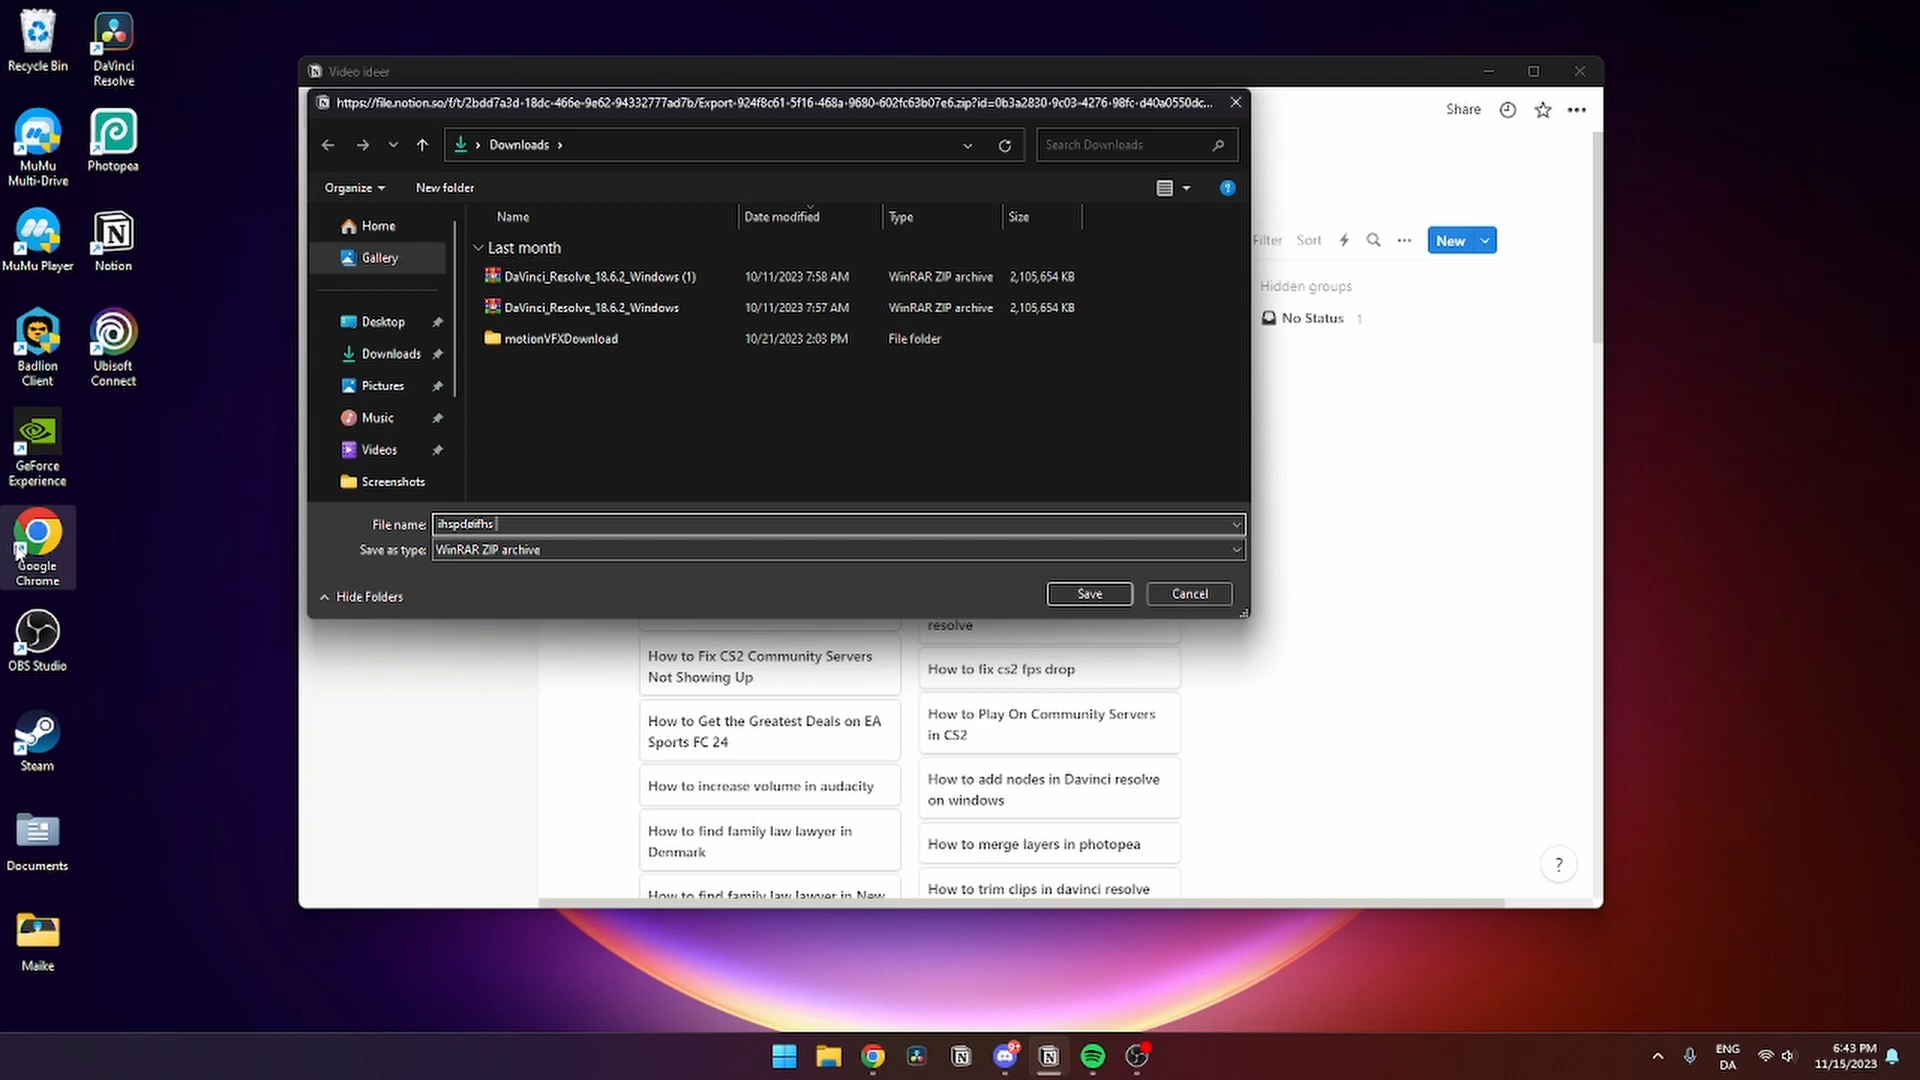 Recycle Bin
DaVinci
Resolve
MuMu
Multi-Drive
Photopea
MuMu Player
Notion
Badlion
Client
Ubisoft
Connect
GeForce
Experience
Google
Chrome
OBS Studio
Steam
Documents
Maike
Video ideer
https://file.notion.so/f/t/2bdd7a3d-18dc-466e-9e62-94332777ad7b/Export-924f8c61-5f16-468a-9680-602fc63b07e6.zip?id=0b3a2830-9c03-4276-98fc-d40a0550dc...
Downloads
Search Downloads
Organize
New folder
Home
Gallery
Desktop
Downloads
Pictures
Music
Videos
Screenshots
Name Date modified Type Size
Last month
DaVinci_Resolve_18.6.2_Windows (1) 10/11/2023 7:58 AM WinRAR ZIP archive 2,105,654 KB
DaVinci_Resolve_18.6.2_Windows 10/11/2023 7:57 AM WinRAR ZIP archive 2,105,654 KB
motionVFXDownload 10/21/2023 2:03 PM File folder
File name: ihspdøifhs
Save as type: WinRAR ZIP archive
Hide Folders
Save
Cancel
Share
Filter Sort
New
Hidden groups
No Status 1
How to Fix CS2 Community Servers
Not Showing Up
How to Get the Greatest Deals on EA
Sports FC 24
How to increase volume in audacity
How to find family law lawyer in
Denmark
How to find family law lawyer in New
resolve
How to fix cs2 fps drop
How to Play On Community Servers
in CS2
How to add nodes in Davinci resolve
on windows
How to merge layers in photopea
How to trim clips in davinci resolve
?
9+
ENG
DA
6:43 PM
11/15/2023